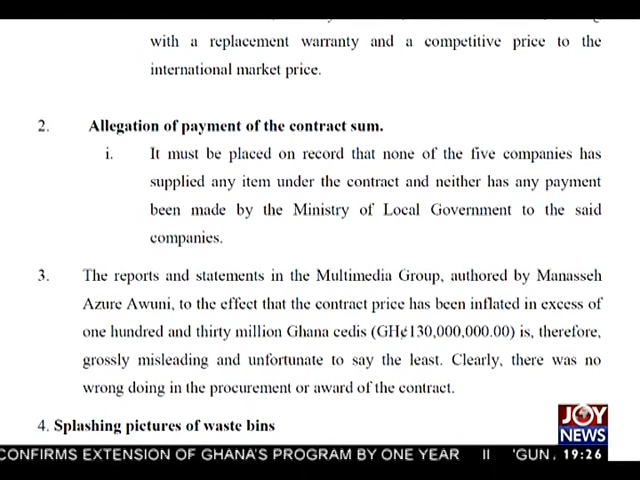 with a replacement warranty and a competitive price to the
international market price.
2. Allegation of payment of the contract sum.
i. It must be placed on record that none of the five companies has
supplied any item under the contract and neither has any payment
been made by the Ministry of Local Government to the said
companies.
3. The reports and statements in the Multimedia Group, authored by Manasseh
Azure Awuni, to the effect that the contract price has been inflated in excess of
one hundred and thirty million Ghana cedis (GH¢130,000,000.00) is, therefore,
grossly misleading and unfortunate to say the least. Clearly, there was no
wrong doing in the procurement or award of the contract.
4. Splashing pictures of waste bins
JOY
NEWS
CONFIRMS EXTENSION OF GHANA'S PROGRAM BY ONE YEAR II 'GUN, 19:26